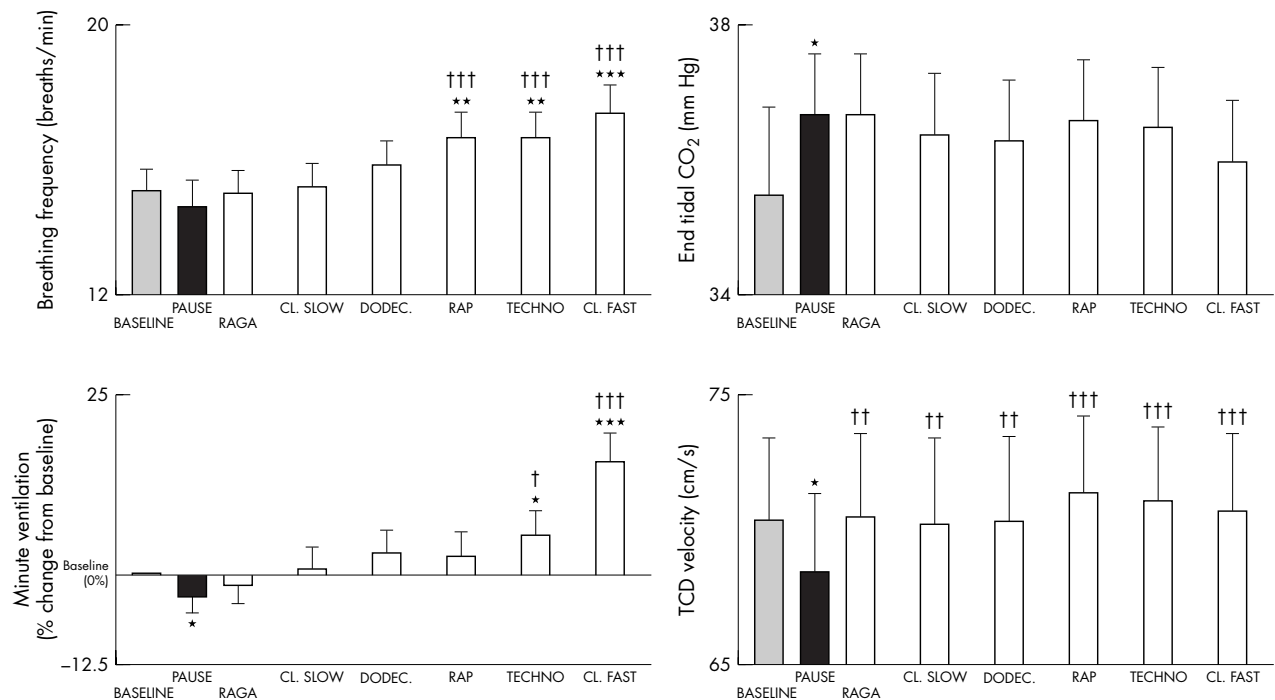 20
††† ††† †††
★★ ★★ ★★★
Breathing frequency (breaths/min)
12
BASELINE PAUSE RAGA CL. SLOW DODEC. RAP TECHNO CL. FAST
38
★
End tidal CO₂ (mm Hg)
34
BASELINE PAUSE RAGA CL. SLOW DODEC. RAP TECHNO CL. FAST
25
† †††
★ ★★★
Minute ventilation
(% change from baseline)
Baseline
(0%)
★
–12.5
BASELINE PAUSE RAGA CL. SLOW DODEC. RAP TECHNO CL. FAST
75
†† †† †† ††† ††† †††
★
TCD velocity (cm/s)
65
BASELINE PAUSE RAGA CL. SLOW DODEC. RAP TECHNO CL. FAST